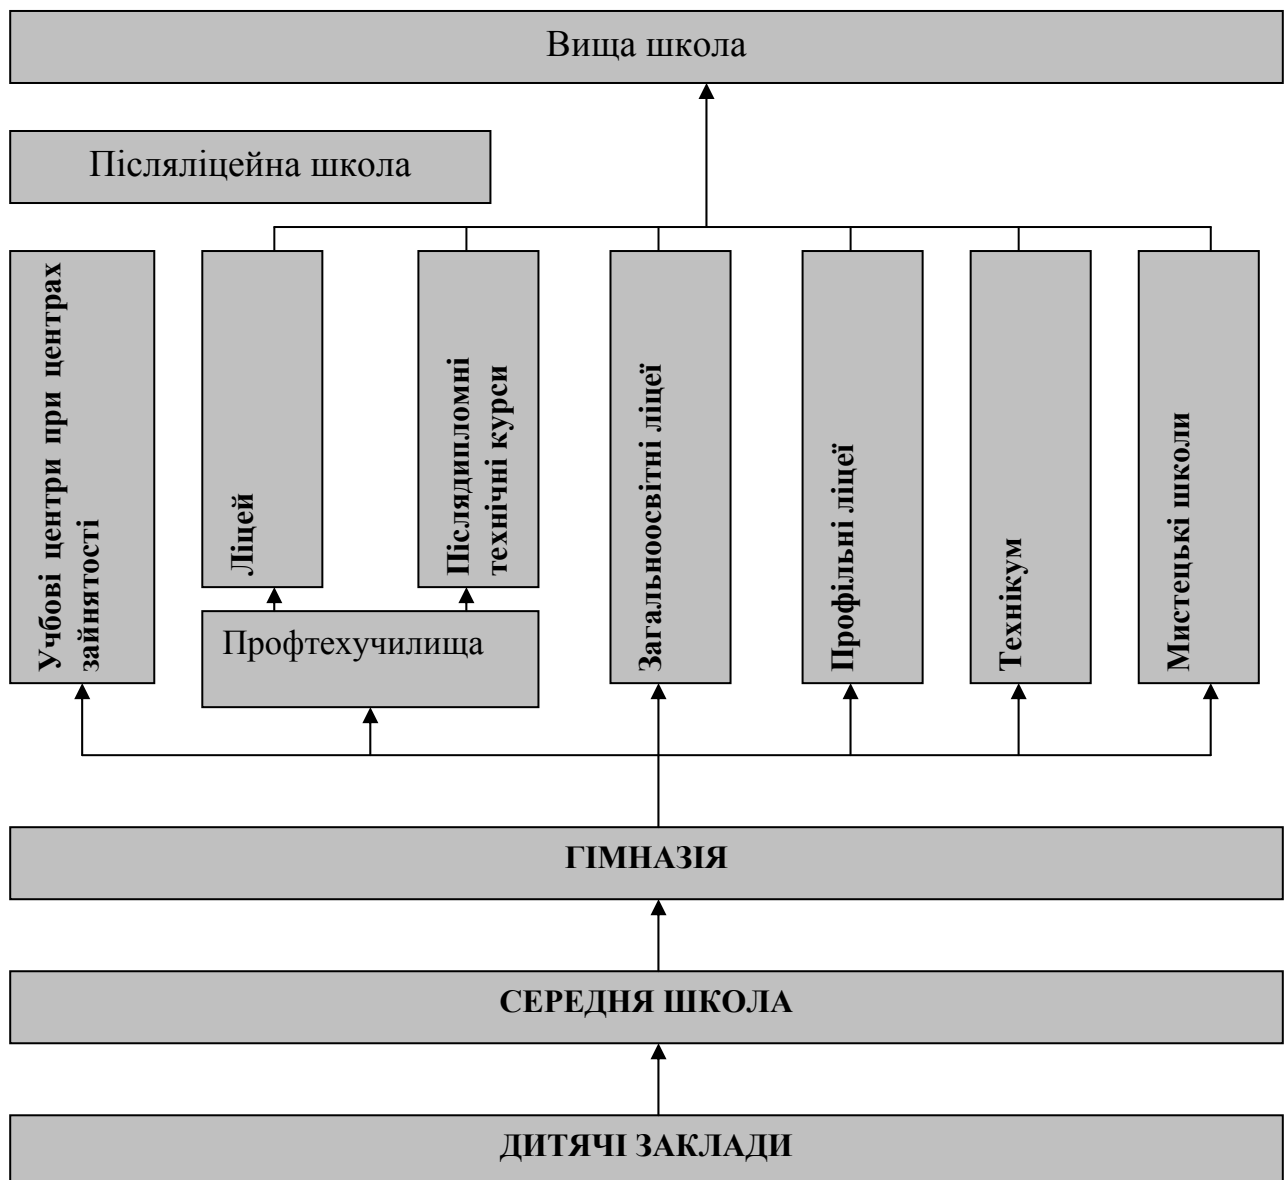 Вища школа
Післяліцейна школа
Учбові центри при центрах
зайнятості
Ліцей
Післядипломні
технічні курси
Загальноосвітні ліцеї
Профільні ліцеї
Технікум
Мистецькі школи
Профтехучилища
ГІМНАЗІЯ
СЕРЕДНЯ ШКОЛА
ДИТЯЧІ ЗАКЛАДИ